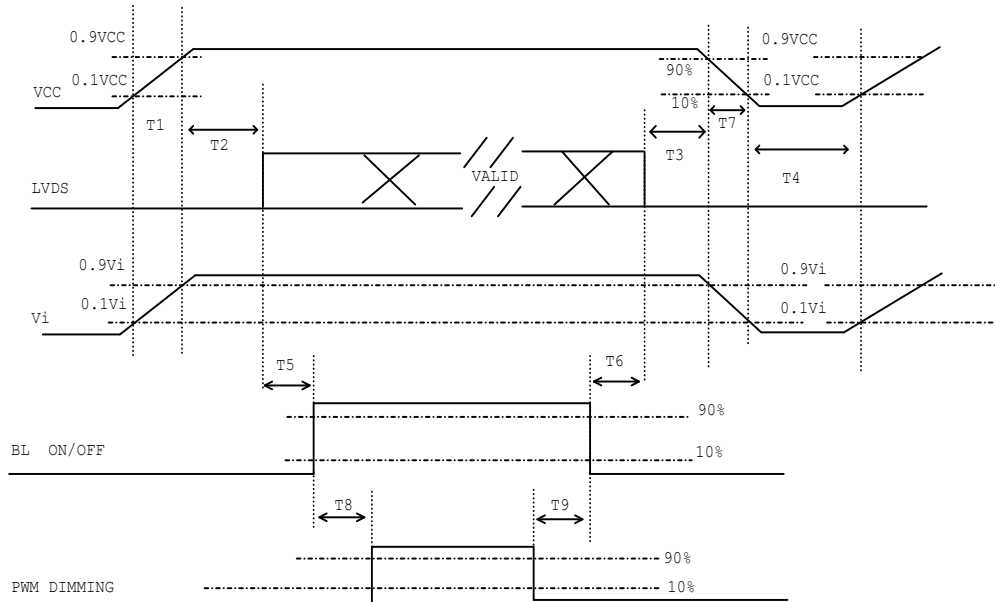 0.9VCC
0.9VCC
90%
0.1VCC
0.1VCC
VCC
10%
T1
T2
T3
T7
T4
VALID
LVDS
0.9Vi
0.9Vi
0.1Vi
0.1Vi
Vi
T5
T6
90%
BL ON/OFF
10%
T8
T9
90%
PWM DIMMING
10%